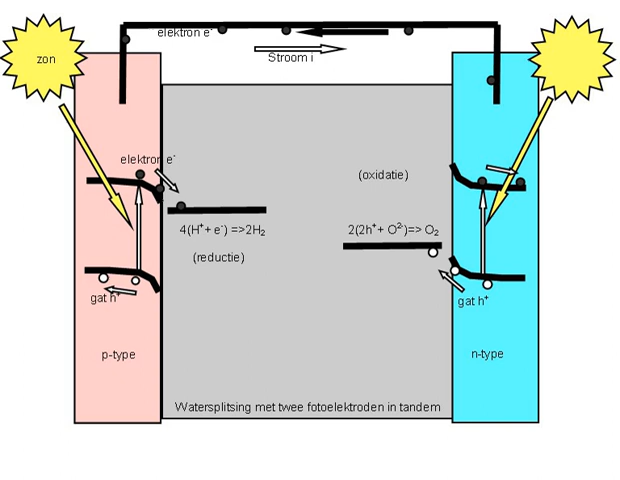 elektron e⁻
zon
Stroom i
elektron e⁻
(oxidatie)
4(H⁺+ e⁻) =>2H₂
2(2h⁺+ O²⁻)=> O₂
(reductie)
gat h⁺
gat h⁺
p-type
n-type
Watersplitsing met twee fotoelektroden in tandem